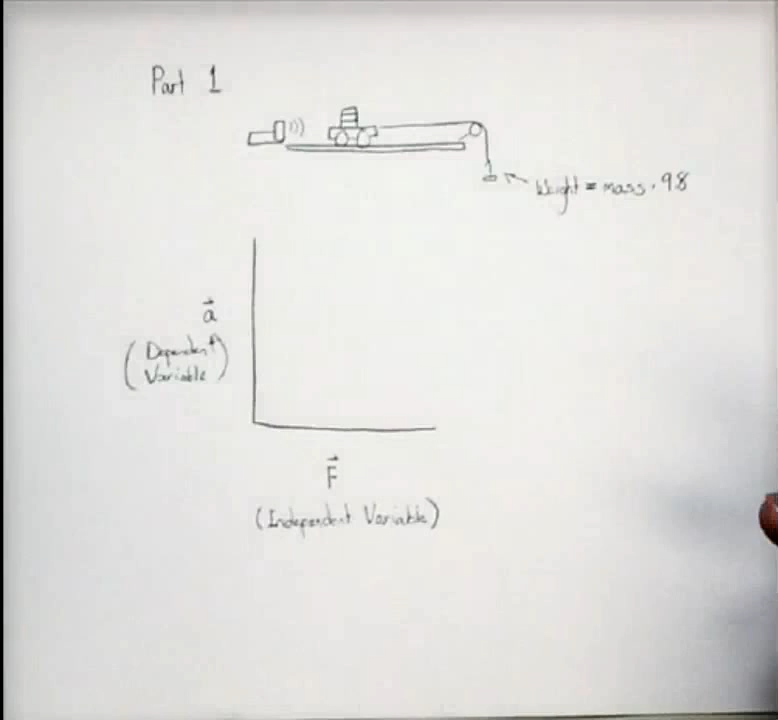 Part 1
Weight = mass · 9.8
a
(Dependent
Variable)
F
(Independent Variable)